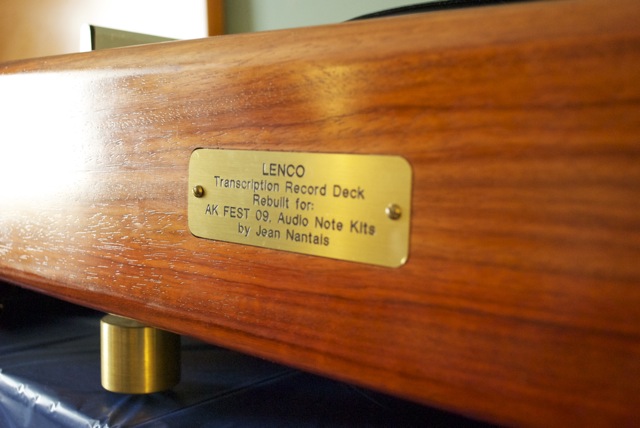 LENCO
Transcription Record Deck
Rebuilt for:
AK FEST 09, Audio Note Kits
by Jean Nantais